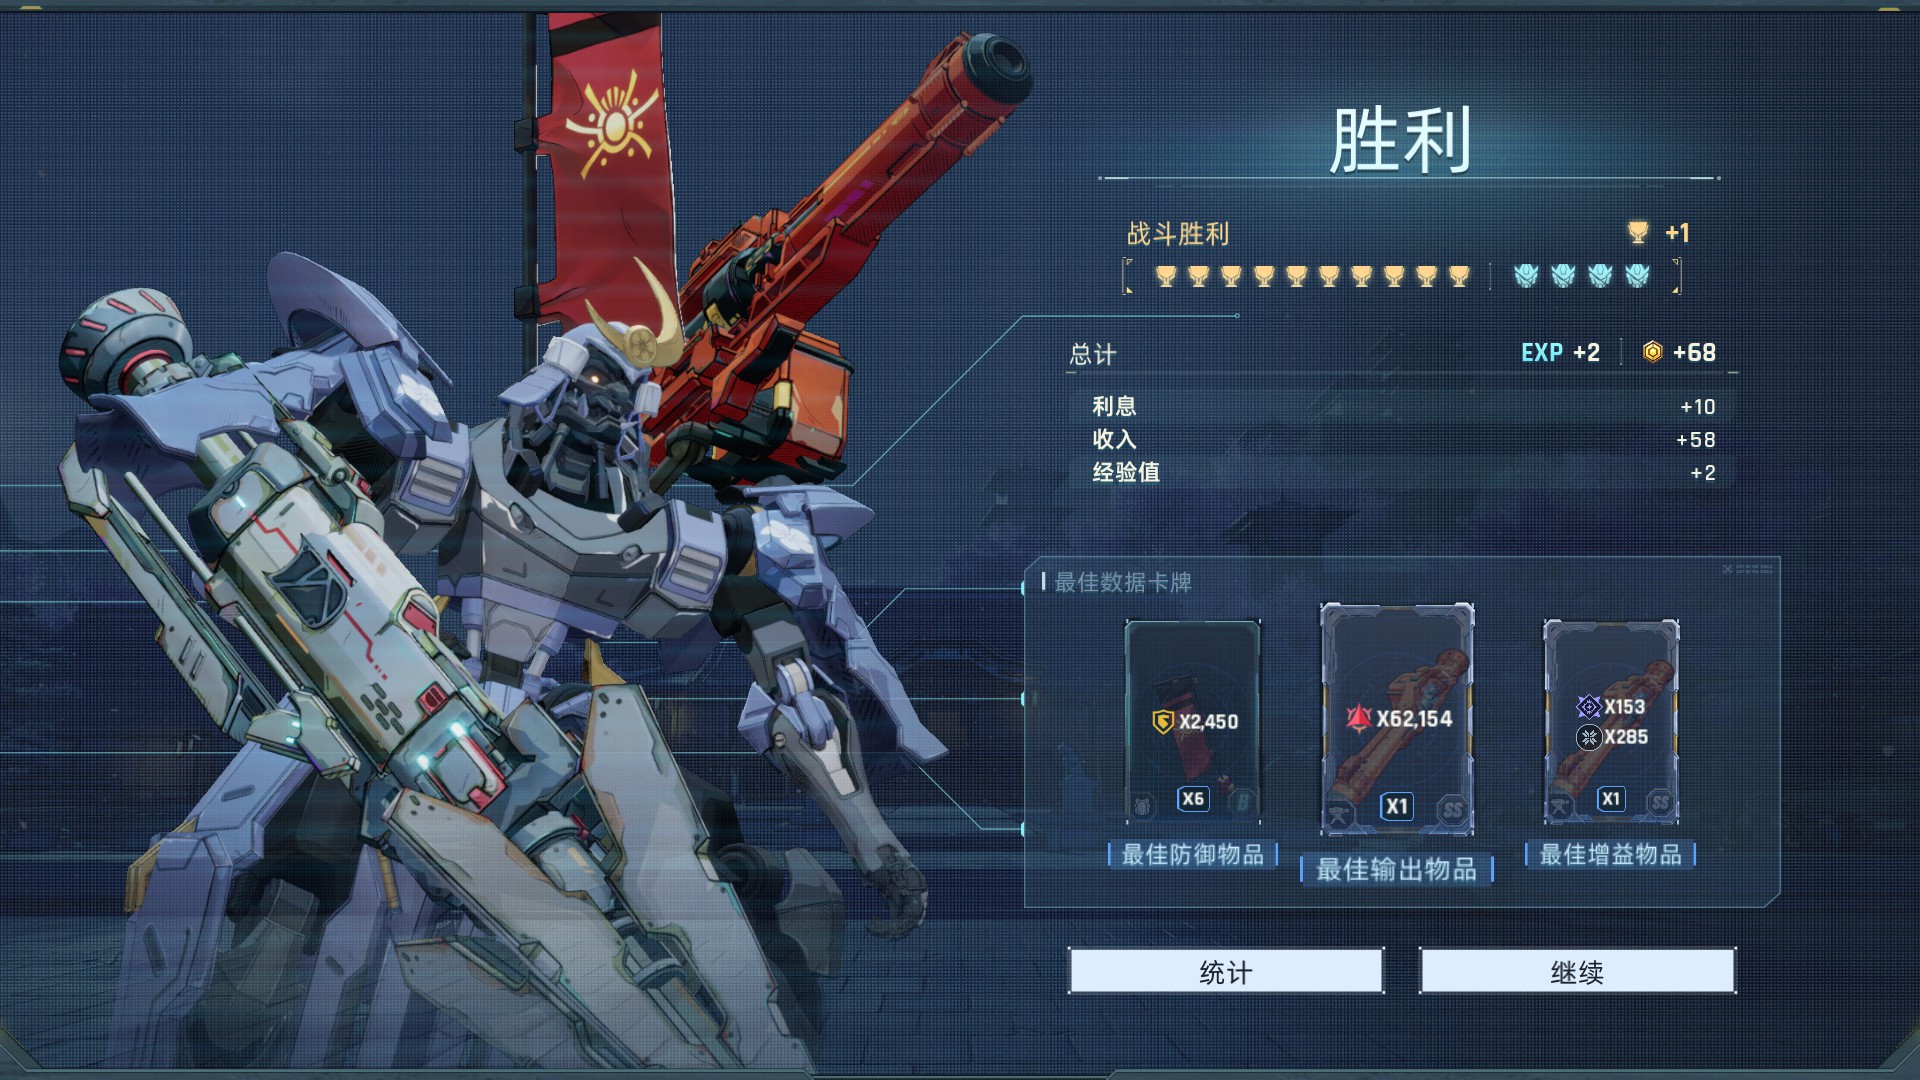 胜利
战斗胜利 +1
总计 EXP +2 +68
利息 +10
收入 +58
经验值 +2
最佳数据卡牌
X2,450
X6 B
最佳防御物品
X62,154
X1 SS
最佳输出物品
X153
X285
X1 SS
最佳增益物品
统计
继续